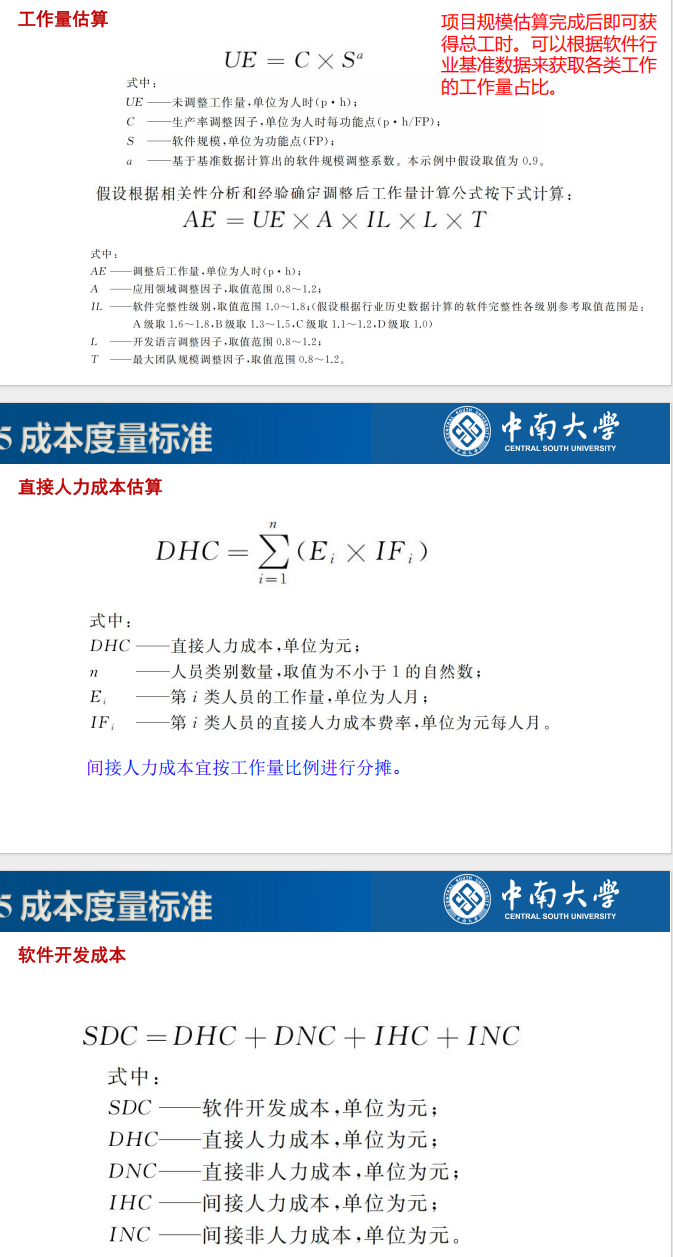 工作量估算
项目规模估算完成后即可获
得总工时。可以根据软件行
业基准数据来获取各类工作
的工作量占比。
UE = C × Sᵃ
式中:
UE ——未调整工作量,单位为人时(p·h);
C ——生产率调整因子,单位为人时每功能点(p·h/FP);
S ——软件规模,单位为功能点(FP);
a ——基于基准数据计算出的软件规模调整系数。本示例中假设取值为 0.9。
假设根据相关性分析和经验确定调整后工作量计算公式按下式计算:
AE = UE × A × IL × L × T
式中:
AE ——调整后工作量,单位为人时(p·h);
A ——应用领域调整因子,取值范围 0.8~1.2;
IL ——软件完整性级别,取值范围 1.0~1.8;(假设根据行业历史数据计算的软件完整性各级别参考取值范围是:
A 级取 1.6~1.8,B 级取 1.3~1.5,C 级取 1.1~1.2,D 级取 1.0)
L ——开发语言调整因子,取值范围 0.8~1.2;
T ——最大团队规模调整因子,取值范围 0.8~1.2。
5 成本度量标准
中南大学
CENTRAL SOUTH UNIVERSITY
直接人力成本估算
n
DHC = ∑(Eᵢ × IFᵢ)
i=1
式中:
DHC ——直接人力成本,单位为元;
n ——人员类别数量,取值为不小于 1 的自然数;
Eᵢ ——第 i 类人员的工作量,单位为人月;
IFᵢ ——第 i 类人员的直接人力成本费率,单位为元每人月。
间接人力成本宜按工作量比例进行分摊。
5 成本度量标准
中南大学
CENTRAL SOUTH UNIVERSITY
软件开发成本
SDC = DHC + DNC + IHC + INC
式中:
SDC ——软件开发成本,单位为元;
DHC——直接人力成本,单位为元;
DNC——直接非人力成本,单位为元;
IHC ——间接人力成本,单位为元;
INC ——间接非人力成本,单位为元。